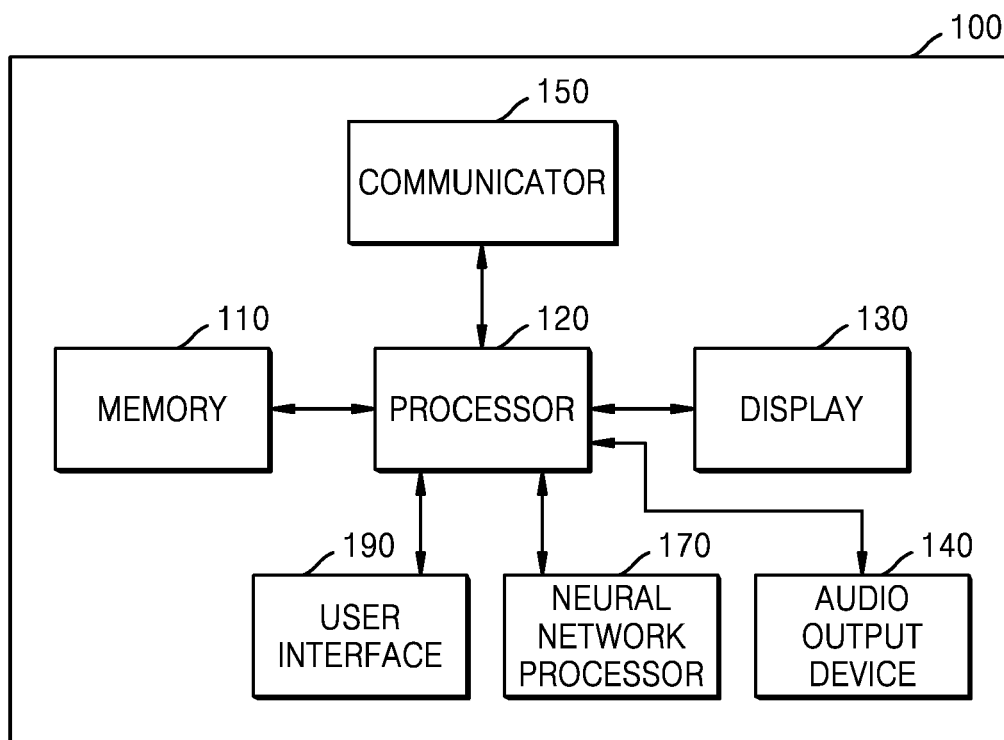 100
150
COMMUNICATOR
110
120
130
MEMORY
PROCESSOR
DISPLAY
190
170
140
USER
INTERFACE
NEURAL
NETWORK
PROCESSOR
AUDIO
OUTPUT
DEVICE